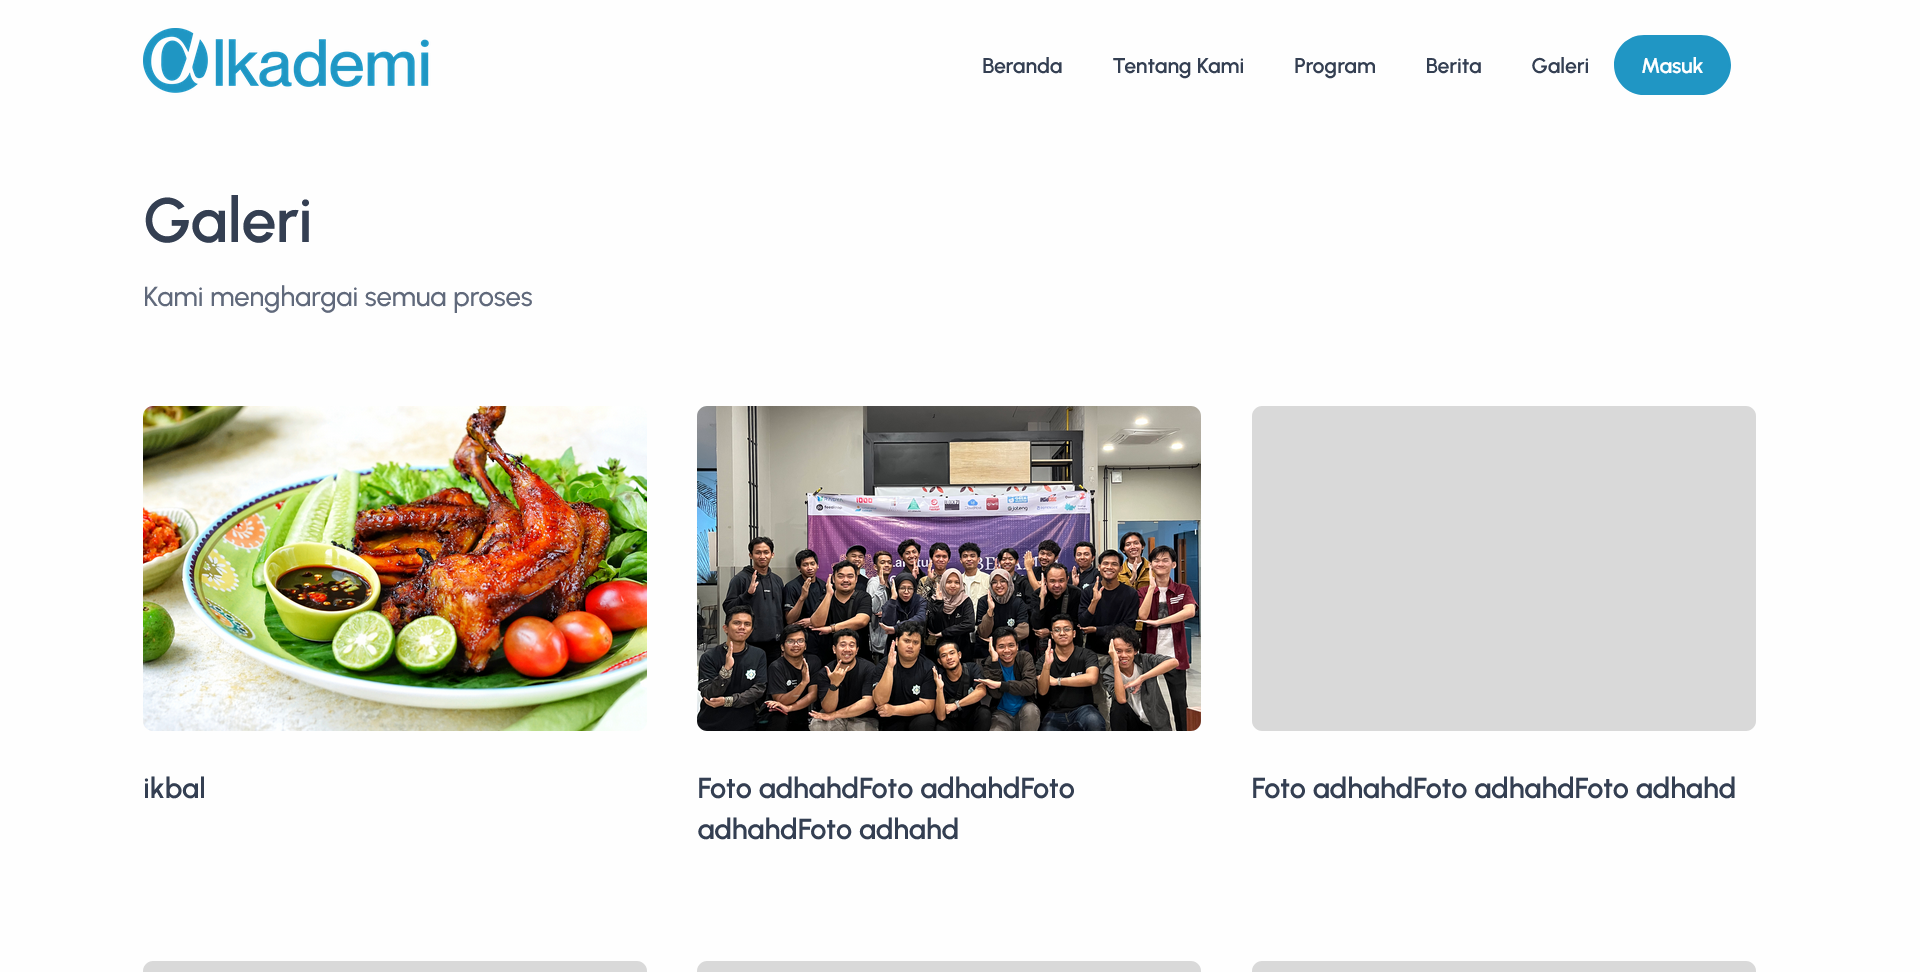 @lkademi
Beranda
Tentang Kami
Program
Berita
Galeri
Masuk
Galeri
Kami menghargai semua proses
ikbal
Foto adhahdFoto adhahdFoto
adhahdFoto adhahd
Foto adhahdFoto adhahdFoto adhahd